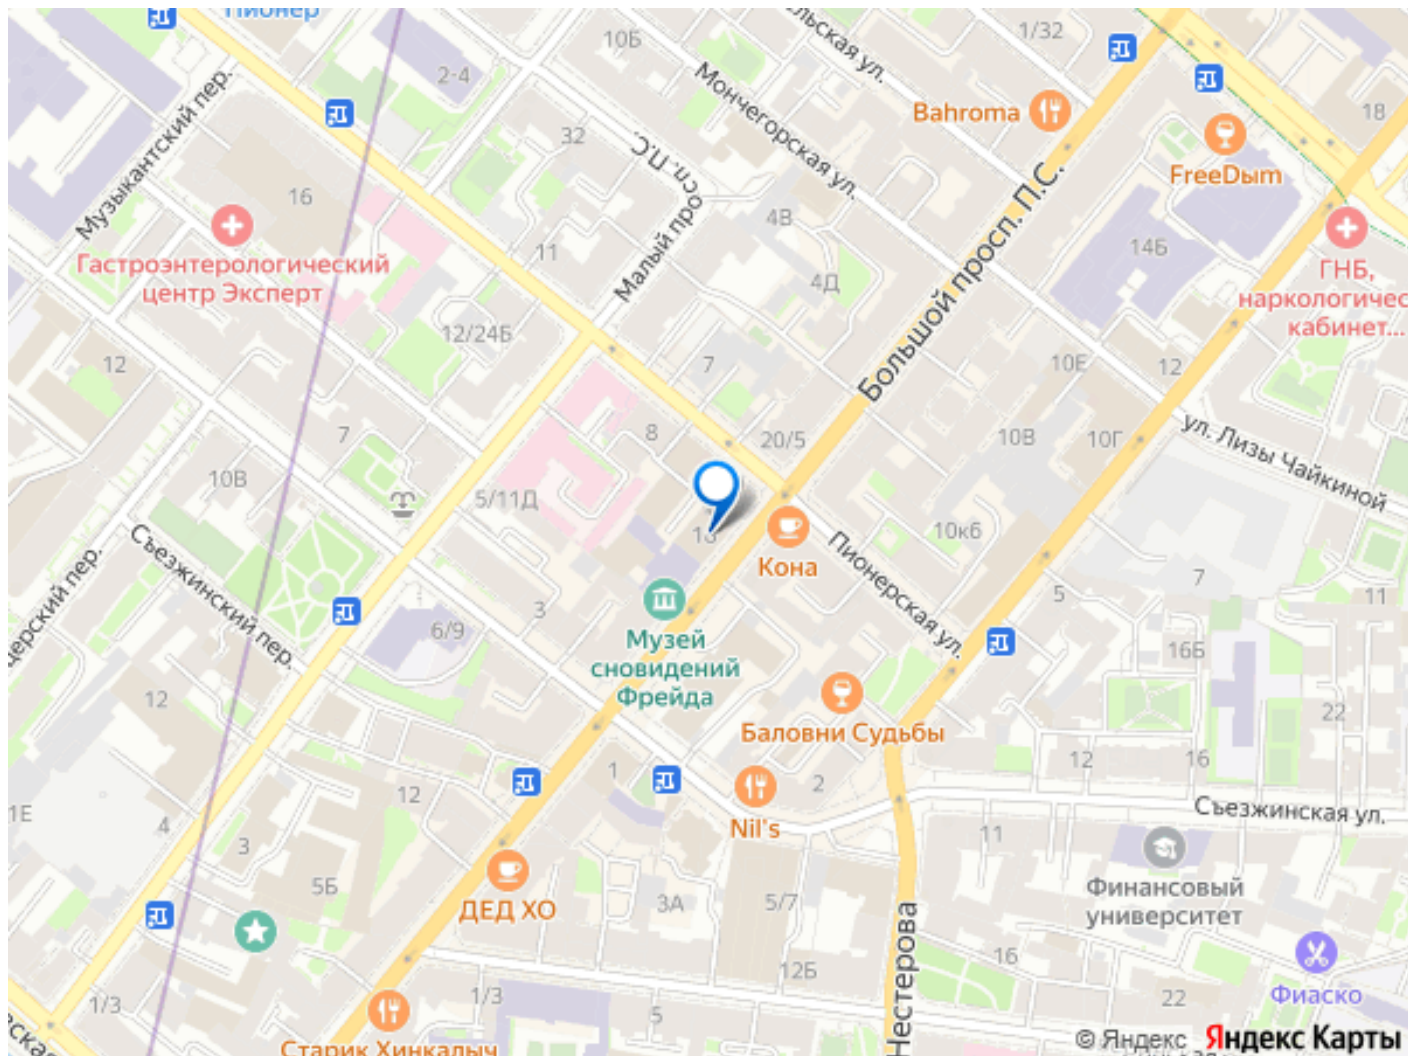 Пионер
10Б
1/32
2-4
Музыкантский пер.
Мончегорская ул.
Bahroma
18
FreeDыm
32
П.С.
16
Малый просп. П.С.
4В
Большой просп. П.С.
14Б
Гастроэнтерологический
центр Эксперт
11
4Д
ГНБ,
кабинет...
12/24Б
12
7
10Е
12
7
8
20/5
10В
10Г
ул. Лизы Чайкиной
10В
5/11Д
10к6
Съезжинский пер.
Кона
Пионерская ул.
7
5
11
3
6/9
Музей
сновидений
Фрейда
16Б
12
22
Баловни Судьбы
1
2
12
16
12
1Е
4
3
Nil's
Съезжинская ул.
11
5Б
ДЕД ХО
3А
5/7
Финансовый
университет
Нестерова
16
12Б
1/3
1/3
5
22
Фиаско
Старик Хинкалыч
© Яндекс Яндекс Карты